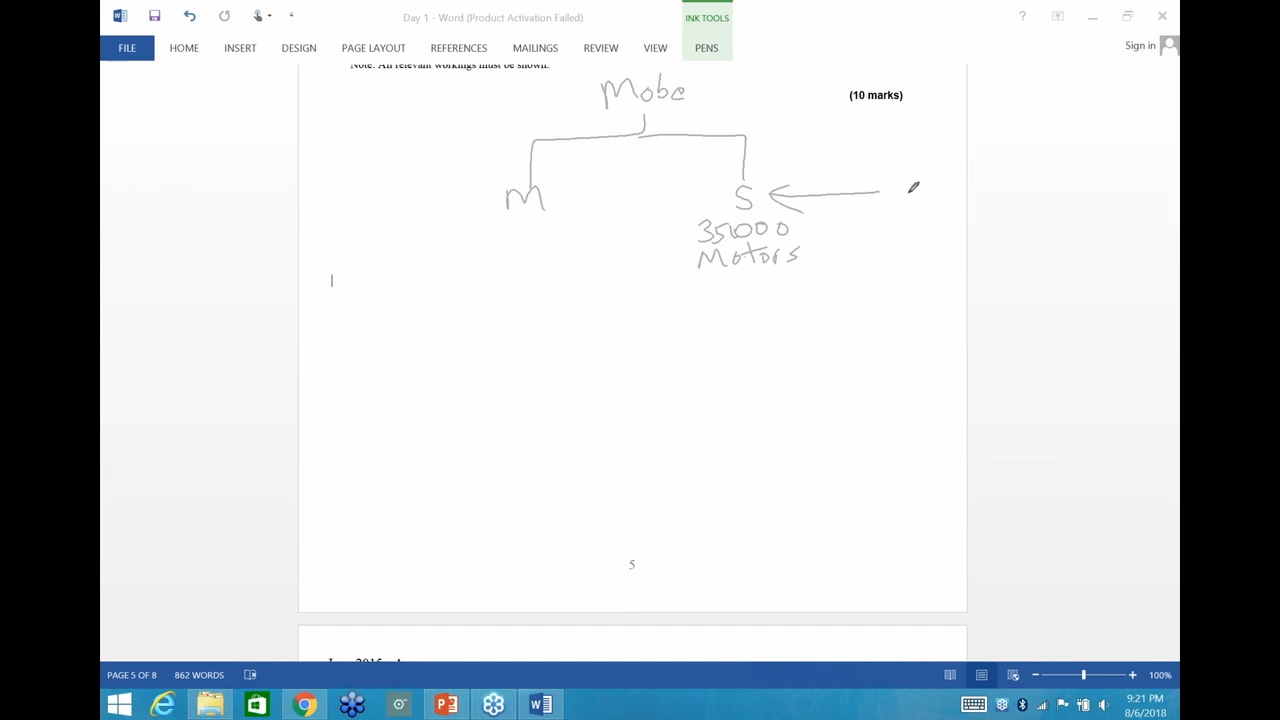 Day 1 - Word (Product Activation Failed)
INK TOOLS
?
FILE HOME INSERT DESIGN PAGE LAYOUT REFERENCES MAILINGS REVIEW VIEW PENS
Sign in
Note: All relevant workings must be shown.
Mobe
(10 marks)
M S
35000
Motors
5
PAGE 5 OF 8 862 WORDS
100%
9:21 PM
8/6/2018